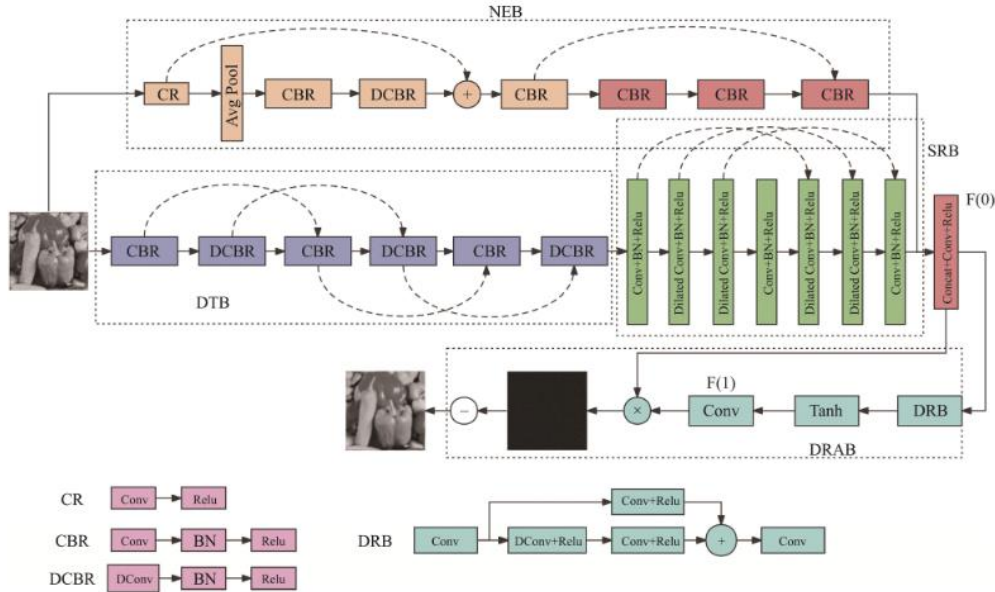 NEB
CR
Avg Pool
CBR
DCBR
+
CBR
CBR
CBR
CBR
SRB
F(0)
CBR
DCBR
CBR
DCBR
CBR
DCBR
DTB
Conv+BN+Relu
Dilated Conv+BN+Relu
Dilated Conv+BN+Relu
Conv+BN+Relu
Dilated Conv+BN+Relu
Dilated Conv+BN+Relu
Conv+BN+Relu
Concat+Conv+Relu
F(1)
−
×
Conv
Tanh
DRB
DRAB
CR
Conv
Relu
CBR
Conv
BN
Relu
DCBR
DConv
BN
Relu
DRB
Conv
Conv+Relu
DConv+Relu
Conv+Relu
+
Conv